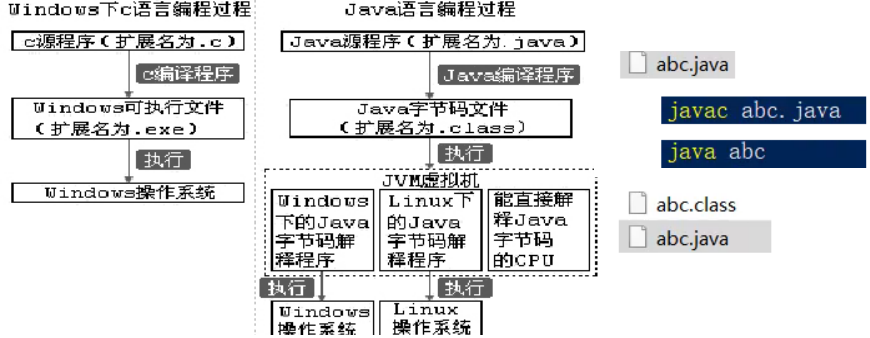 Windows下c语言编程过程
c源程序(扩展名为.c)
c编译程序
Windows可执行文件
(扩展名为.exe)
执行
Windows操作系统
Java语言编程过程
Java源程序(扩展名为.java)
Java编译程序
Java字节码文件
(扩展名为.class)
执行
JVM虚拟机
Windows
下的Java
字节码解
释程序
Linux下
的Java
字节码解
释程序
能直接解
释Java
字节码
的CPU
执行
执行
Windows
操作系统
Linux
操作系统
abc.java
javac abc.java
java abc
abc.class
abc.java